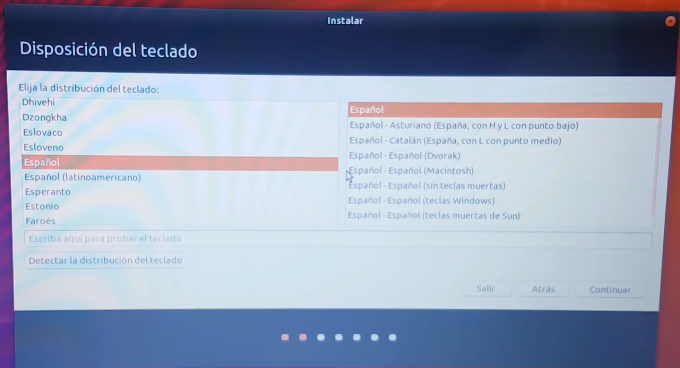 Instalar
Disposición del teclado
Elija la distribución del teclado:
Dhivehi
Dzongkha
Eslovaco
Esloveno
Español
Español (latinoamericano)
Esperanto
Estonio
Faroés
Español
Español - Asturiano (España, con H y L con punto bajo)
Español - Catalán (España, con L con punto medio)
Español - Español (Dvorak)
Español - Español (Macintosh)
Español - Español (sin teclas muertas)
Español - Español (teclas Windows)
Español - Español (teclas muertas de Sun)
Escriba aquí para probar el teclado
Detectar la distribución del teclado
Salir
Atrás
Continuar